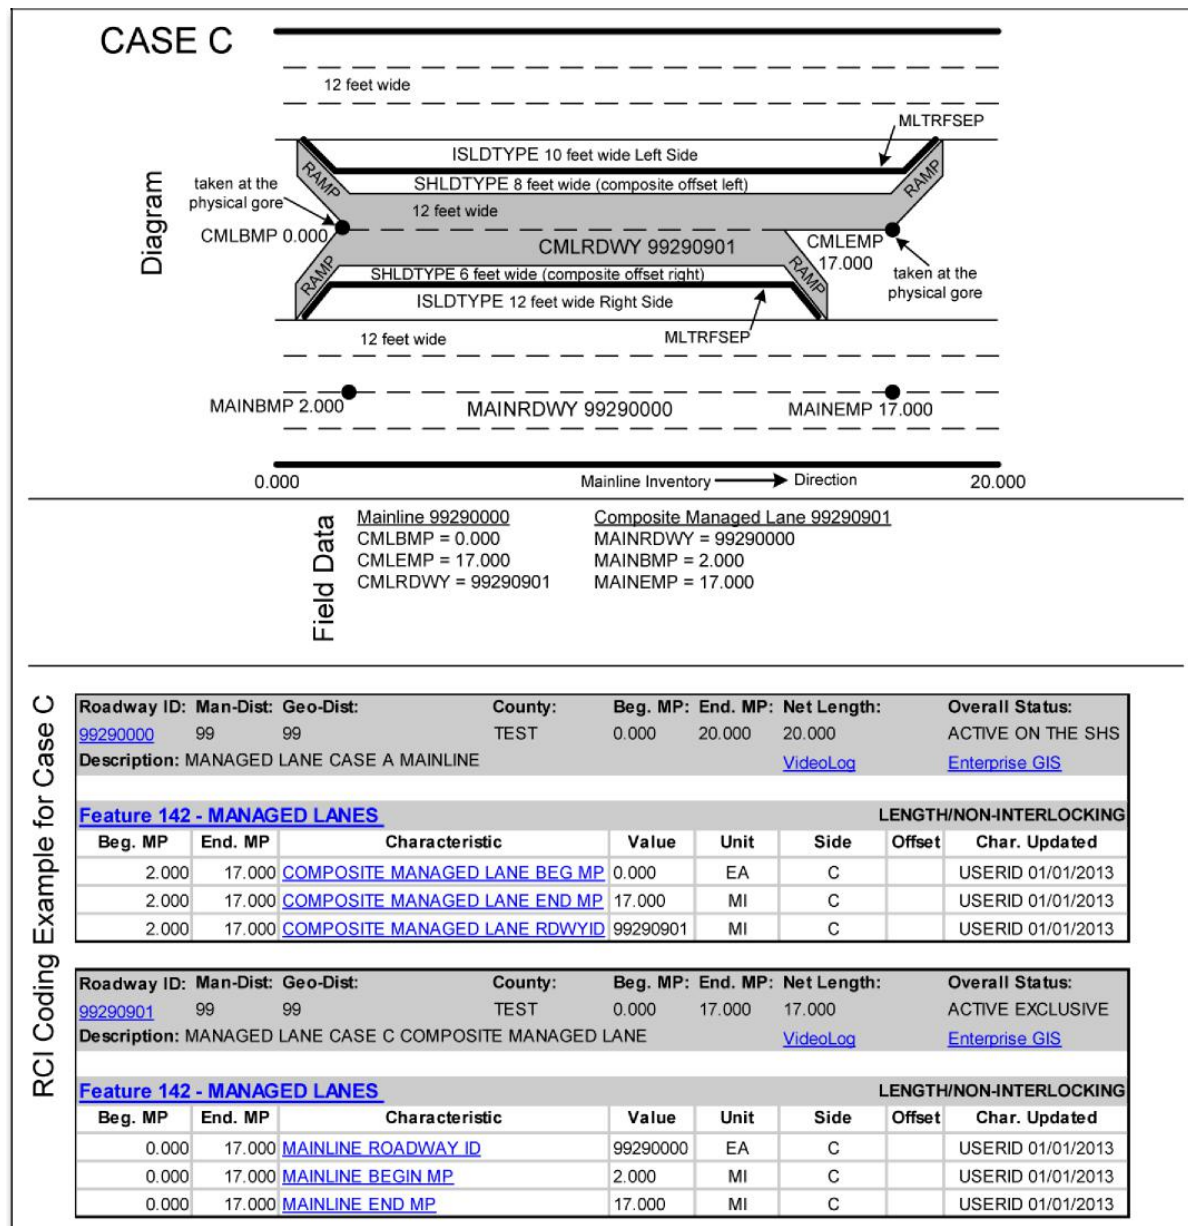 CASE C
12 feet wide
MLTRFSEP
ISLDTYPE 10 feet wide Left Side
RAMP
RAMP
SHLDTYPE 8 feet wide (composite offset left)
taken at the
physical gore
12 feet wide
CMLBMP 0.000
CMLRDWY 99290901
CMLEMP
17.000
Diagram
RAMP
SHLDTYPE 6 feet wide (composite offset right)
RAMP
taken at the
physical gore
ISLDTYPE 12 feet wide Right Side
12 feet wide
MLTRFSEP
MAINBMP 2.000
MAINRDWY 99290000
MAINEMP 17.000
0.000
Mainline Inventory
Direction
20.000
Field Data
Mainline 99290000
CMLBMP = 0.000
CMLEMP = 17.000
CMLRDWY = 99290901
Composite Managed Lane 99290901
MAINRDWY = 99290000
MAINBMP = 2.000
MAINEMP = 17.000
RCI Coding Example for Case C
Roadway ID: Man-Dist: Geo-Dist: County: Beg. MP: End. MP: Net Length: Overall Status:
99290000 99 99 TEST 0.000 20.000 20.000 ACTIVE ON THE SHS
Description: MANAGED LANE CASE A MAINLINE VideoLog Enterprise GIS
Feature 142 - MANAGED LANES LENGTH/NON-INTERLOCKING
Beg. MP End. MP Characteristic Value Unit Side Offset Char. Updated
2.000 17.000 COMPOSITE MANAGED LANE BEG MP 0.000 EA C USERID 01/01/2013
2.000 17.000 COMPOSITE MANAGED LANE END MP 17.000 MI C USERID 01/01/2013
2.000 17.000 COMPOSITE MANAGED LANE RDWYID 99290901 MI C USERID 01/01/2013
Roadway ID: Man-Dist: Geo-Dist: County: Beg. MP: End. MP: Net Length: Overall Status:
99290901 99 99 TEST 0.000 17.000 17.000 ACTIVE EXCLUSIVE
Description: MANAGED LANE CASE C COMPOSITE MANAGED LANE VideoLog Enterprise GIS
Feature 142 - MANAGED LANES LENGTH/NON-INTERLOCKING
Beg. MP End. MP Characteristic Value Unit Side Offset Char. Updated
0.000 17.000 MAINLINE ROADWAY ID 99290000 EA C USERID 01/01/2013
0.000 17.000 MAINLINE BEGIN MP 2.000 MI C USERID 01/01/2013
0.000 17.000 MAINLINE END MP 17.000 MI C USERID 01/01/2013